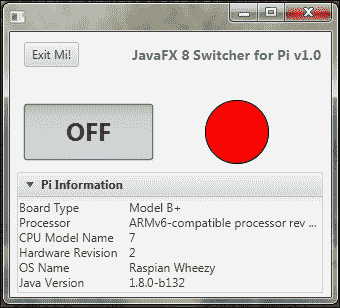 Exit Mi!
JavaFX 8 Switcher for Pi v1.0
OFF
Pi Information
Board Type Model B+
Processor ARMv6-compatible processor rev ...
CPU Model Name 7
Hardware Revision 2
OS Name Raspian Wheezy
Java Version 1.8.0-b132